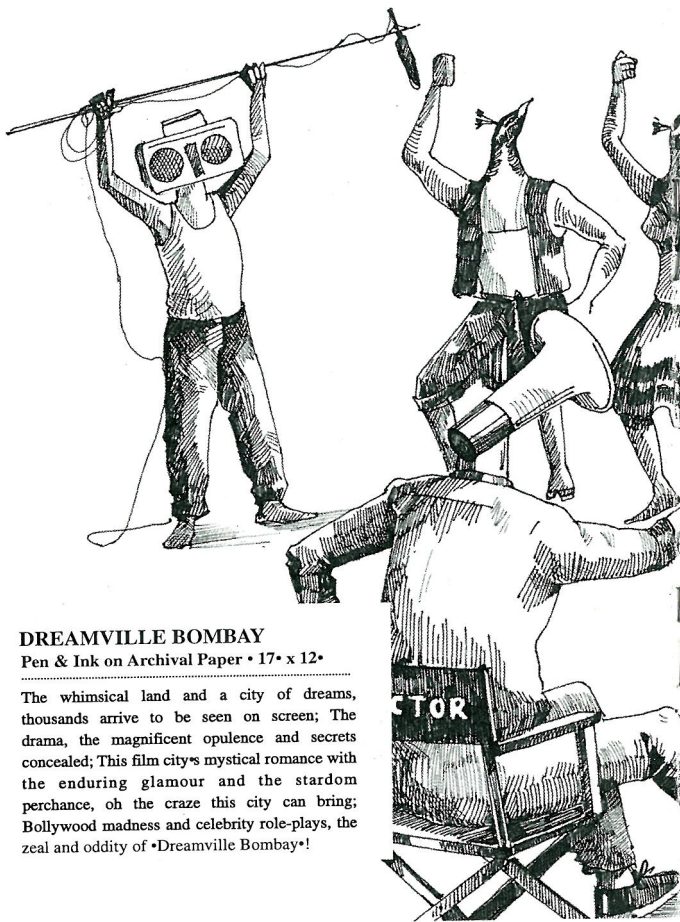 CTOR
DREAMVILLE BOMBAY
Pen & Ink on Archival Paper • 17• x 12•
The whimsical land and a city of dreams,
thousands arrive to be seen on screen; The
drama, the magnificent opulence and secrets
concealed; This film city•s mystical romance with
the enduring glamour and the stardom
perchance, oh the craze this city can bring;
Bollywood madness and celebrity role-plays, the
zeal and oddity of •Dreamville Bombay•!